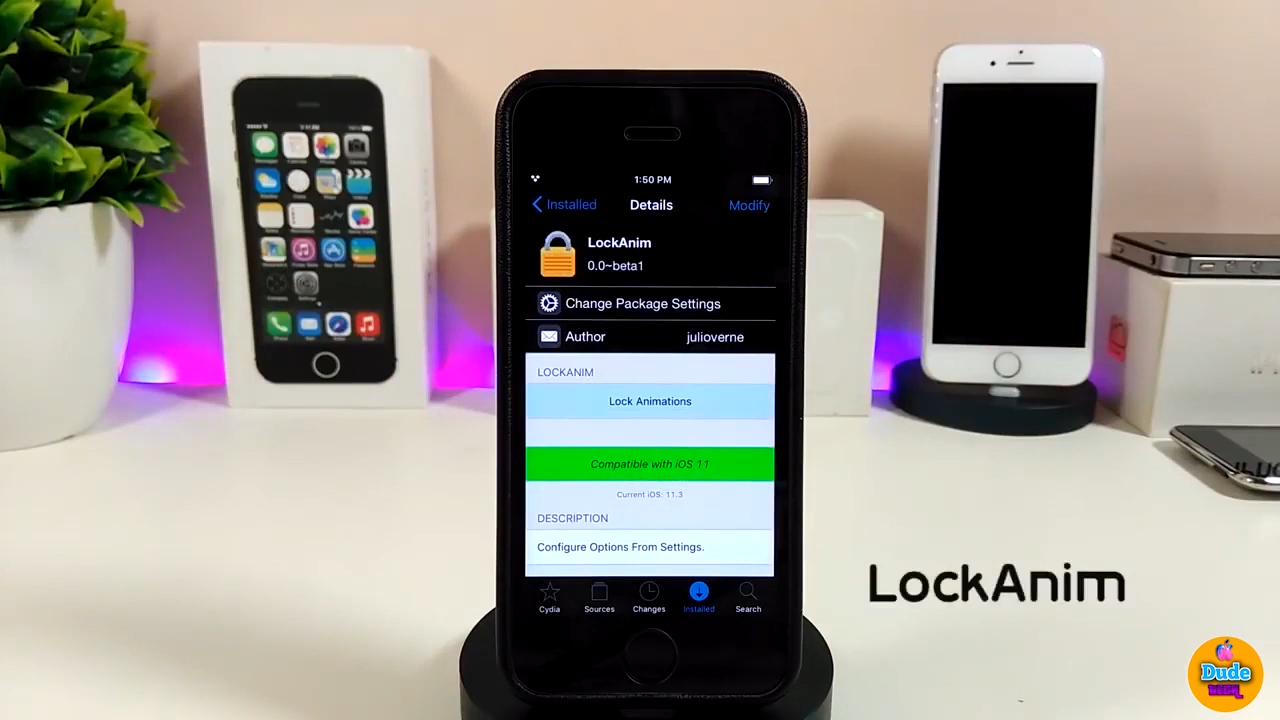 1:50 PM
Installed Details Modify
LockAnim
0.0~beta1
Change Package Settings
Author julioverne
LOCKANIM
Lock Animations
Compatible with iOS 11
Current iOS: 11.3
DESCRIPTION
Configure Options From Settings.
Cydia Sources Changes Installed Search
LockAnim
Dude